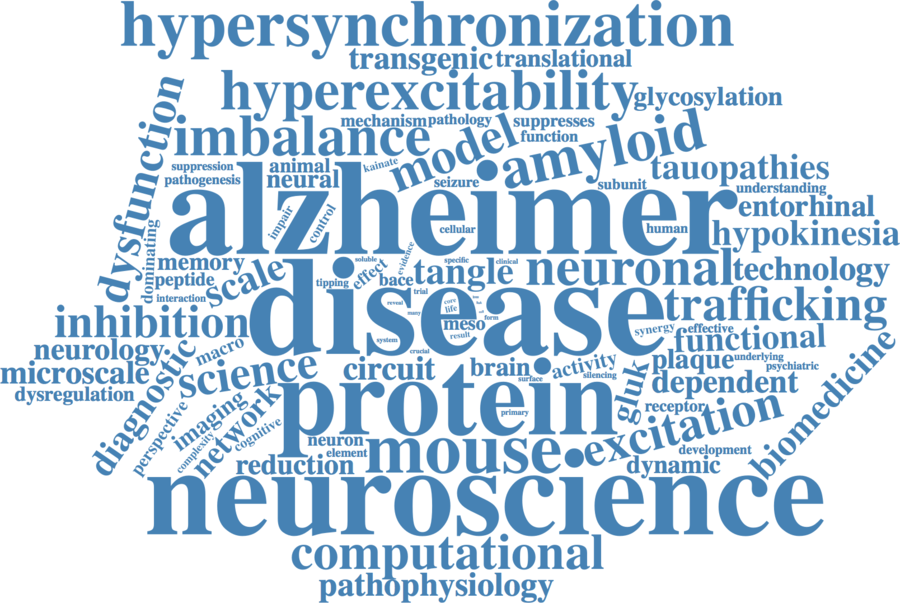 hypersynchronization
transgenic translational
hyperexcitability glycosylation
dysfunction
imbalance
mechanism pathology suppresses
function
model
amyloid
suppression animal kainate
tauopathies
pathogenesis neural
seizure
subunit
understanding
alzheimer
impair
control
cellular
human
entorhinal
hypokinesia
dominating
memory
scale
soluble
effect
evidence
specific clinical
tangle
neuronal
technology
peptide
tipping
bace
trial
interaction
disease
reveal
many
core
life
meso
form
result
trafficking
inhibition
synergy effective
functional
system
crucial
neurology
macro
microscale
science
circuit
brain
surface
activity
silencing
plaque underlying
psychiatric
dysregulation
diagnostic
perspective
imaging
complexity
network
cognitive
protein
primary
gluk
dependent
receptor
biomedicine
neuron
element
mouse
excitation
development
reduction
dynamic
neuroscience
computational
pathophysiology